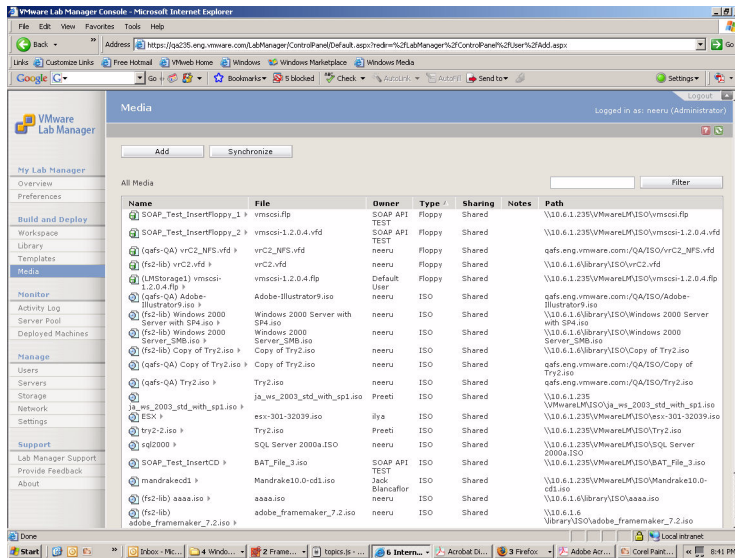 VMware Lab Manager Console - Microsoft Internet Explorer
File Edit View Favorites Tools Help
Back
Address https://qa235.eng.vmware.com/LabManager/ControlPanel/Default.aspx?redir=%2fLabManager%2fControlPanel%2fUser%2fAdd.aspx Go
Links Customize Links Free Hotmail VMweb Home Windows Windows Marketplace Windows Media
Google G Go Bookmarks 5 blocked Check AutoLink AutoFill Send to Settings
Logout
VMware Lab Manager
Media
Logged in as: neeru (Administrator)
My Lab Manager
Overview
Preferences
Build and Deploy
Workspace
Library
Templates
Media
Monitor
Activity Log
Server Pool
Deployed Machines
Manage
Users
Servers
Storage
Network
Settings
Support
Lab Manager Support
Provide Feedback
About
Add Synchronize
All Media Filter
Name File Owner Type Sharing Notes Path
SOAP_Test_InsertFloppy_1 vmscsi.flp SOAP API TEST Floppy Shared \\10.6.1.235\VMwareLM\ISO\vmscsi.flp
SOAP_Test_InsertFloppy_2 vmscsi-1.2.0.4.vfd SOAP API TEST Floppy Shared \\10.6.1.235\VMwareLM\ISO\vmscsi-1.2.0.4.vfd
(qafs-QA) vrC2_NFS.vfd vrC2_NFS.vfd neeru Floppy Shared qafs.eng.vmware.com:/QA/ISO/vrC2_NFS.vfd
(fs2-lib) vrC2.vfd vrC2.vfd neeru Floppy Shared \\10.6.1.6\library\ISO\vrC2.vfd
(LMStorage1) vmscsi-1.2.0.4.flp vmscsi-1.2.0.4.flp Default User Floppy Shared \\10.6.1.235\VMwareLM\ISO\vmscsi-1.2.0.4.flp
(qafs-QA) Adobe-Illustrator9.iso Adobe-Illustrator9.iso neeru ISO Shared qafs.eng.vmware.com:/QA/ISO/Adobe-Illustrator9.iso
(fs2-lib) Windows 2000 Server with SP4.iso Windows 2000 Server with SP4.iso neeru ISO Shared \\10.6.1.6\library\ISO\Windows 2000 Server with SP4.iso
(fs2-lib) Windows 2000 Server_SMB.iso Windows 2000 Server_SMB.iso neeru ISO Shared \\10.6.1.6\library\ISO\Windows 2000 Server_SMB.iso
(fs2-lib) Copy of Try2.iso Copy of Try2.iso neeru ISO Shared \\10.6.1.6\library\ISO\Copy of Try2.iso
(qafs-QA) Copy of Try2.iso Copy of Try2.iso neeru ISO Shared qafs.eng.vmware.com:/QA/ISO/Copy of Try2.iso
(qafs-QA) Try2.iso Try2.iso neeru ISO Shared qafs.eng.vmware.com:/QA/ISO/Try2.iso
ja_ws_2003_std_with_sp1.iso ja_ws_2003_std_with_sp1.iso Preeti ISO Shared \\10.6.1.235\VMwareLM\ISO\ja_ws_2003_std_with_sp1.iso
ESX esx-301-32039.iso ilya ISO Shared \\10.6.1.235\VMwareLM\ISO\esx-301-32039.iso
try2-2.iso Try2.iso Preeti ISO Shared \\10.6.1.235\VMwareLM\ISO\Try2.iso
sql2000 SQL Server 2000a.ISO neeru ISO Shared \\10.6.1.235\VMwareLM\ISO\SQL Server 2000a.ISO
SOAP_Test_InsertCD BAT_File_3.iso SOAP API TEST ISO Shared \\10.6.1.235\VMwareLM\ISO\BAT_File_3.iso
mandrakecd1 Mandrake10.0-cd1.iso Jack Blancaflor ISO Shared \\10.6.1.235\VMwareLM\ISO\Mandrake10.0-cd1.iso
(fs2-lib) aaaa.iso aaaa.iso neeru ISO Shared \\10.6.1.6\library\ISO\aaaa.iso
(fs2-lib) adobe_framemaker_7.2.iso adobe_framemaker_7.2.iso neeru ISO Shared \\10.6.1.6\library\ISO\adobe_framemaker_7.2.iso
Done Local intranet
Start Inbox - Mic... 4 Windo... 2 Frame... topics.js - ... 6 Intern... Acrobat Di... 3 Firefox Adobe Acr... Corel Paint... 8:41 PM